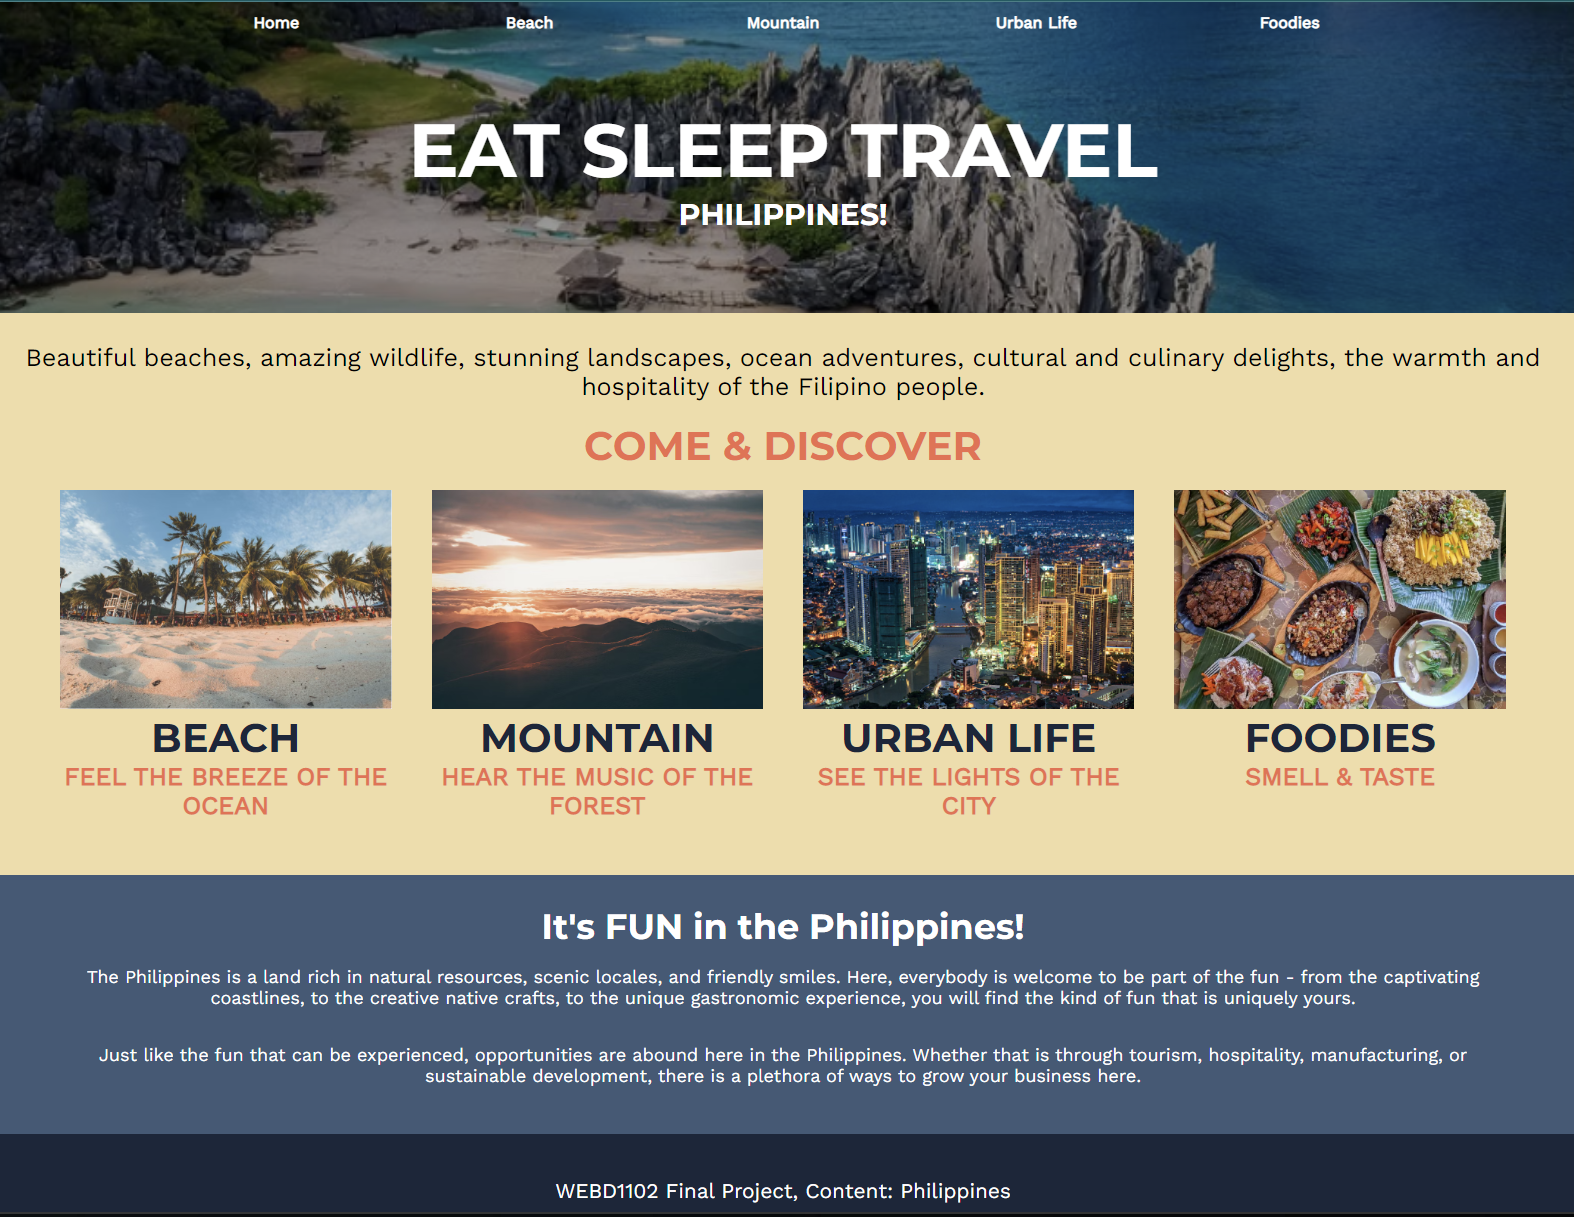 Home Beach Mountain Urban Life Foodies
EAT SLEEP TRAVEL
PHILIPPINES!
Beautiful beaches, amazing wildlife, stunning landscapes, ocean adventures, cultural and culinary delights, the warmth and
hospitality of the Filipino people.
COME & DISCOVER
BEACH
FEEL THE BREEZE OF THE
OCEAN
MOUNTAIN
HEAR THE MUSIC OF THE
FOREST
URBAN LIFE
SEE THE LIGHTS OF THE
CITY
FOODIES
SMELL & TASTE
It's FUN in the Philippines!
The Philippines is a land rich in natural resources, scenic locales, and friendly smiles. Here, everybody is welcome to be part of the fun - from the captivating
coastlines, to the creative native crafts, to the unique gastronomic experience, you will find the kind of fun that is uniquely yours.
Just like the fun that can be experienced, opportunities are abound here in the Philippines. Whether that is through tourism, hospitality, manufacturing, or
sustainable development, there is a plethora of ways to grow your business here.
WEBD1102 Final Project, Content: Philippines